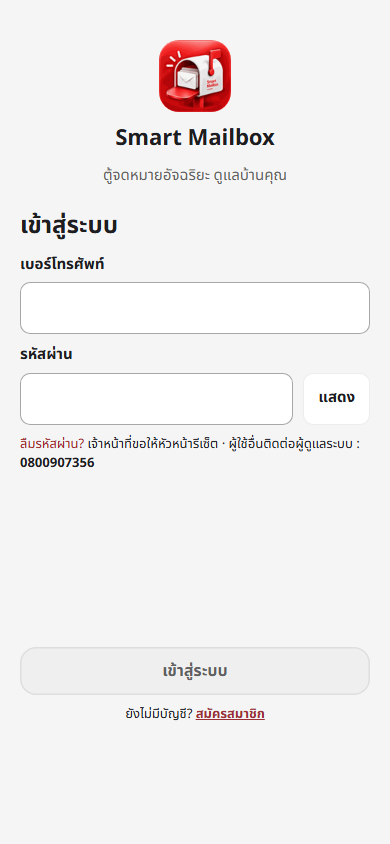 Smart Mailbox
ตู้จดหมายอัจฉริยะ ดูแลบ้านคุณ
เข้าสู่ระบบ
เบอร์โทรศัพท์
รหัสผ่าน
แสดง
ลืมรหัสผ่าน? เจ้าหน้าที่ขอให้หัวหน้ารีเซ็ต · ผู้ใช้อื่นติดต่อผู้ดูแลระบบ :
0800907356
เข้าสู่ระบบ
ยังไม่มีบัญชี? สมัครสมาชิก